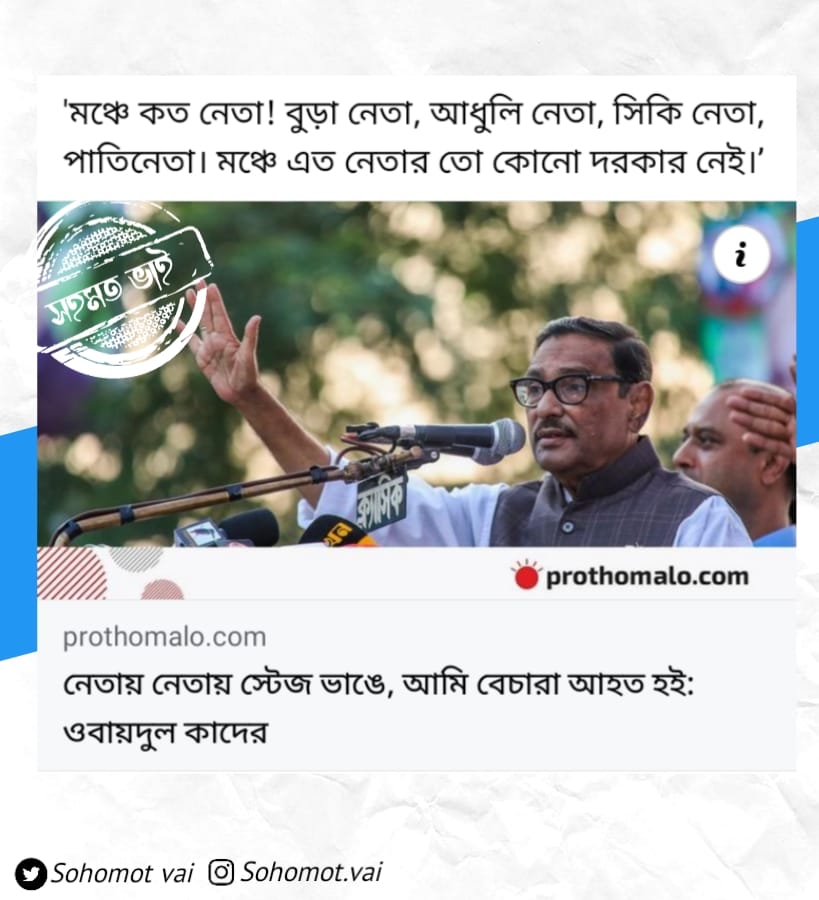 'মঞ্চে কত নেতা! বুড়া নেতা, আধুলি নেতা, সিকি নেতা,
পাতিনেতা। মঞ্চে এত নেতার তো কোনো দরকার নেই।’
সহমত ভাই
i
ক্ল্যাসিক
prothomalo.com
prothomalo.com
নেতায় নেতায় স্টেজ ভাঙে, আমি বেচারা আহত হই:
ওবায়দুল কাদের
Sohomot vai Sohomot.vai